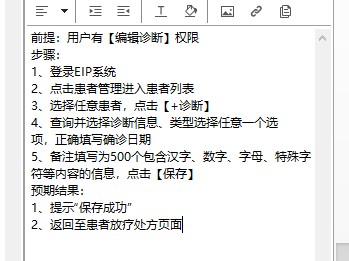 前提：用户有【编辑诊断】权限
步骤：
1、登录EIP系统
2、点击患者管理进入患者列表
3、选择任意患者，点击【+诊断】
4、查询并选择诊断信息、类型选择任意一个选
项，正确填写确诊日期
5、备注填写为500个包含汉字、数字、字母、特殊字
符等内容的信息，点击【保存】
预期结果：
1、提示“保存成功”
2、返回至患者放疗处方页面